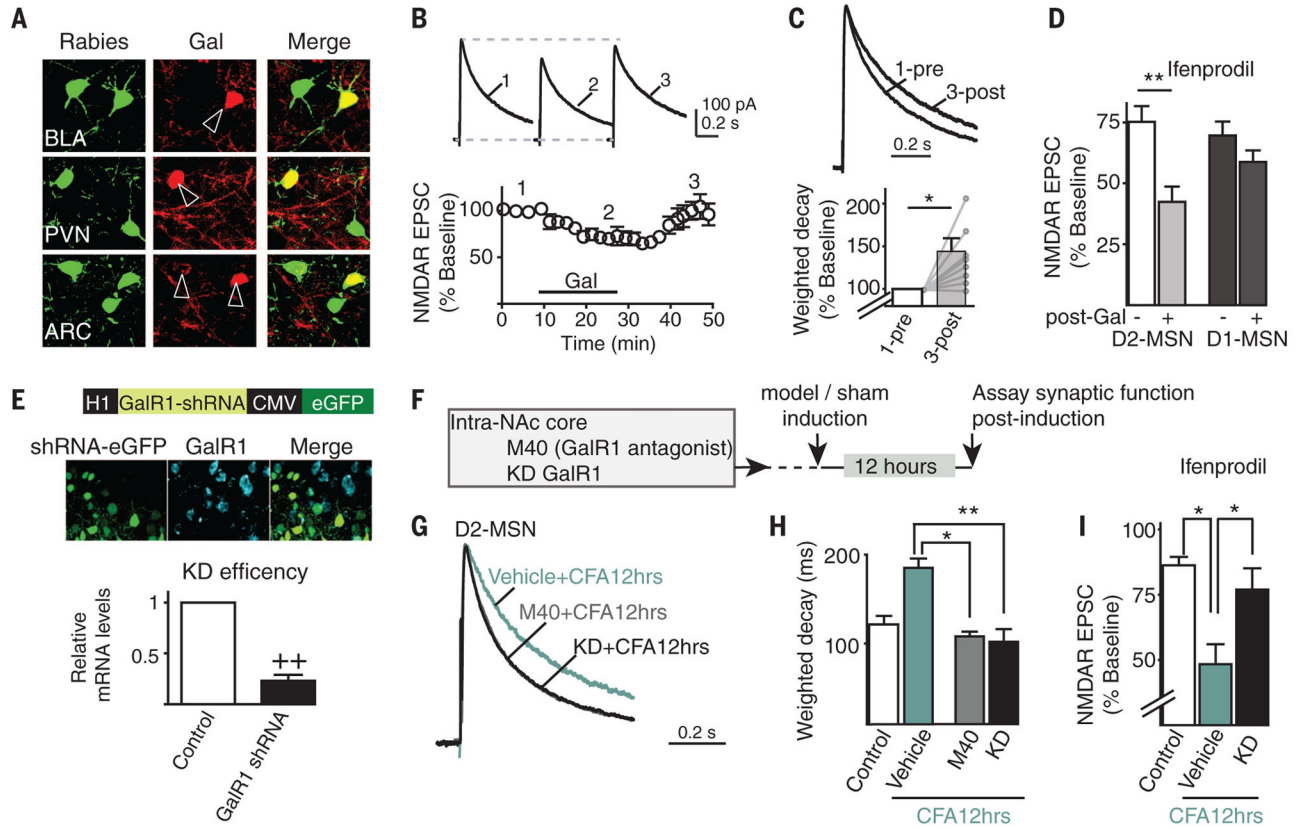 A
Rabies
Gal
Merge
BLA
PVN
ARC
B
1
2
3
100 pA
0.2 s
NMDAR EPSC
(% Baseline)
100
50
1
2
3
Gal
0
10
20
30
40
50
Time (min)
C
1-pre
3-post
0.2 s
Weighted decay
(% Baseline)
200
150
100
*
1-pre
3-post
D
Ifenprodil
**
NMDAR EPSC
(% Baseline)
75
50
25
post-Gal
-
+
-
+
D2-MSN
D1-MSN
E
H1
GalR1-shRNA
CMV
eGFP
shRNA-eGFP
GalR1
Merge
KD efficency
Relative
mRNA levels
1
0.5
++
Control
GalR1 shRNA
F
Intra-NAc core
M40 (GalR1 antagonist)
KD GalR1
model / sham
induction
12 hours
Assay synaptic function
post-induction
G
D2-MSN
Vehicle+CFA12hrs
M40+CFA12hrs
KD+CFA12hrs
0.2 s
H
Weighted decay (ms)
200
100
**
*
Control
Vehicle
M40
KD
CFA12hrs
I
Ifenprodil
NMDAR EPSC
(% Baseline)
100
75
50
*
*
Control
Vehicle
KD
CFA12hrs